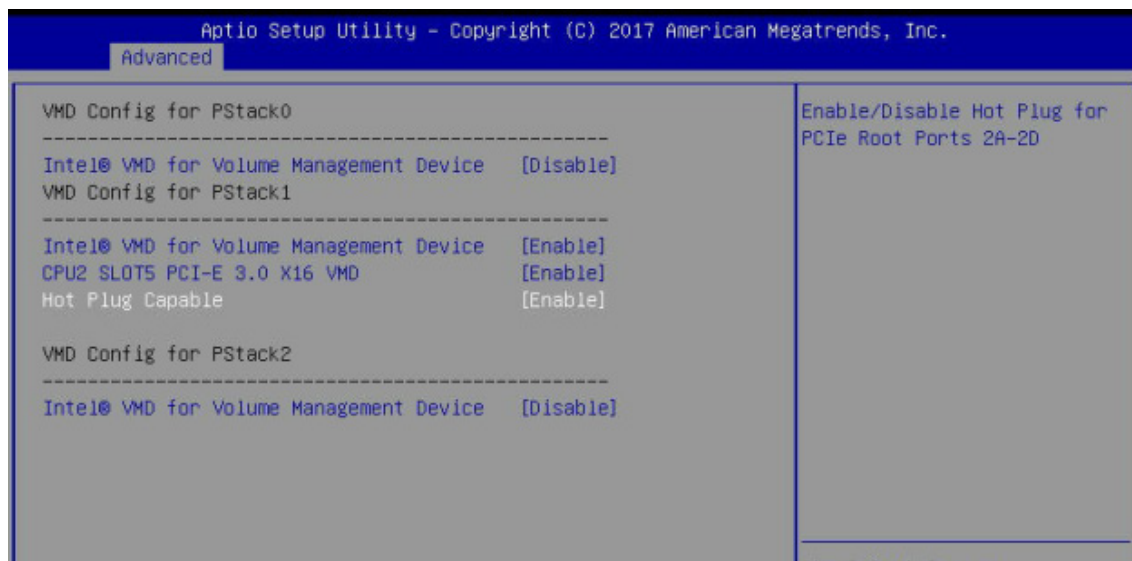 Aptio Setup Utility – Copyright (C) 2017 American Megatrends, Inc.
Advanced
VMD Config for PStack0
--------------------------------------------------
Intel® VMD for Volume Management Device [Disable]
VMD Config for PStack1
--------------------------------------------------
Intel® VMD for Volume Management Device [Enable]
CPU2 SLOT5 PCI-E 3.0 X16 VMD [Enable]
Hot Plug Capable [Enable]
VMD Config for PStack2
--------------------------------------------------
Intel® VMD for Volume Management Device [Disable]
Enable/Disable Hot Plug for
PCIe Root Ports 2A-2D